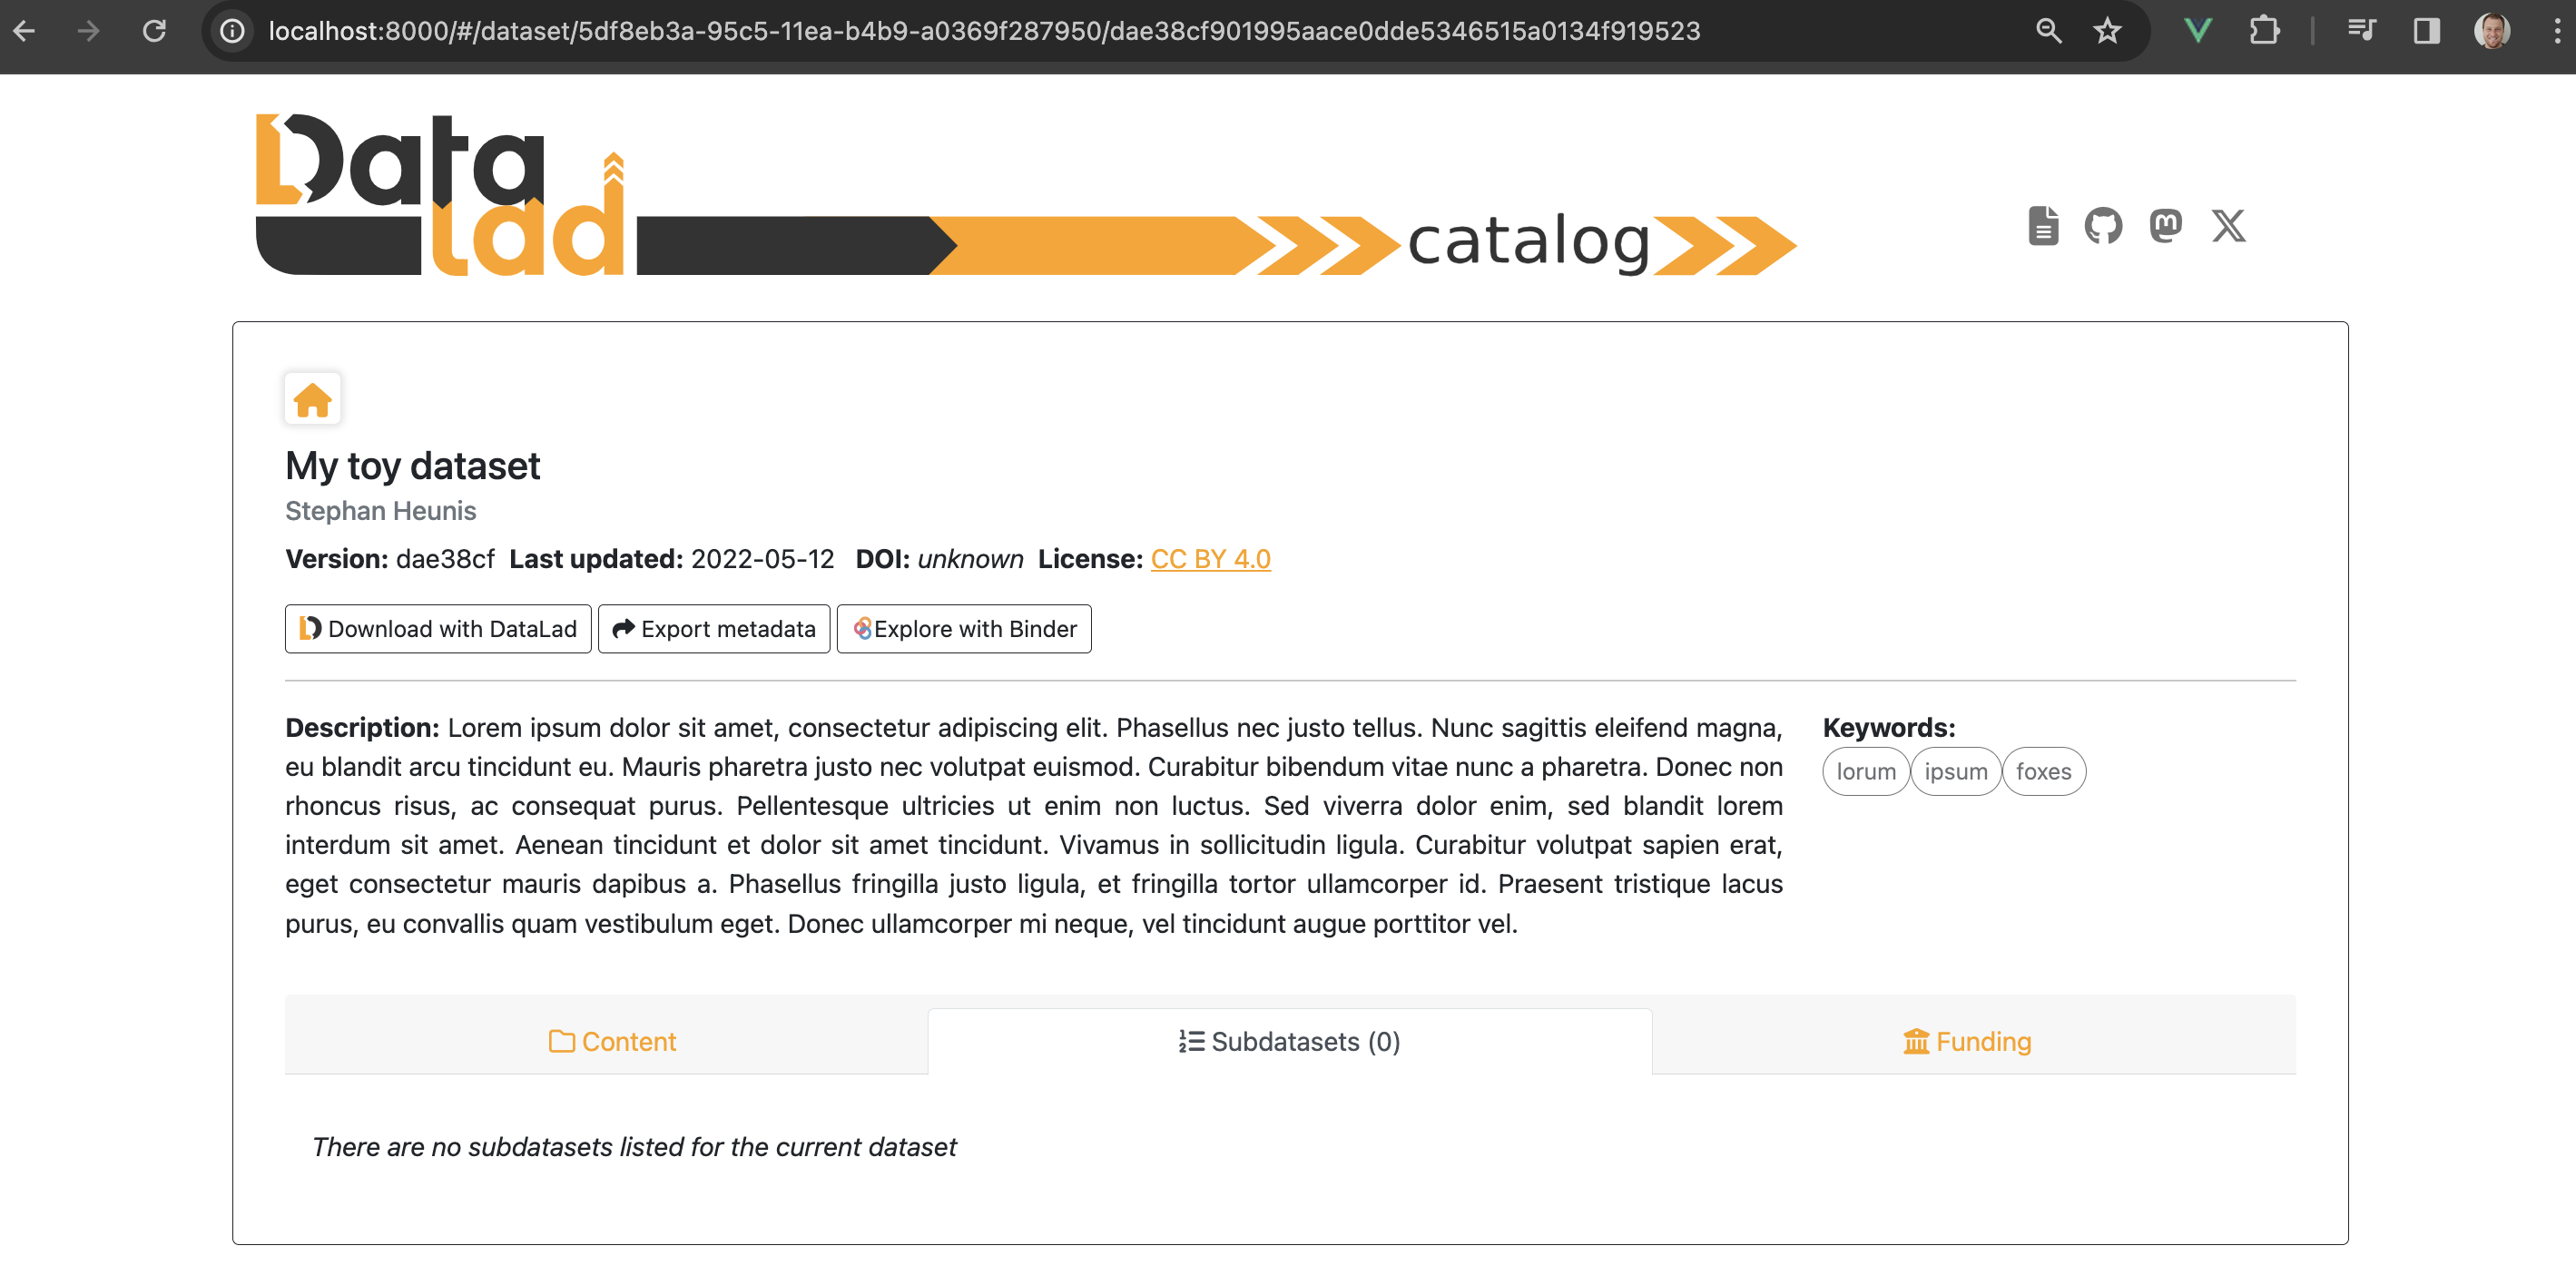 localhost:8000/#/dataset/5df8eb3a-95c5-11ea-b4b9-a0369f287950/dae38cf901995aace0dde5346515a0134f919523
Data
lad
catalog
My toy dataset
Stephan Heunis
Version: dae38cf Last updated: 2022-05-12 DOI: unknown License: CC BY 4.0
Download with DataLad Export metadata Explore with Binder
Description: Lorem ipsum dolor sit amet, consectetur adipiscing elit. Phasellus nec justo tellus. Nunc sagittis eleifend magna,
eu blandit arcu tincidunt eu. Mauris pharetra justo nec volutpat euismod. Curabitur bibendum vitae nunc a pharetra. Donec non
rhoncus risus, ac consequat purus. Pellentesque ultricies ut enim non luctus. Sed viverra dolor enim, sed blandit lorem
interdum sit amet. Aenean tincidunt et dolor sit amet tincidunt. Vivamus in sollicitudin ligula. Curabitur volutpat sapien erat,
eget consectetur mauris dapibus a. Phasellus fringilla justo ligula, et fringilla tortor ullamcorper id. Praesent tristique lacus
purus, eu convallis quam vestibulum eget. Donec ullamcorper mi neque, vel tincidunt augue porttitor vel.
Keywords:
lorum ipsum foxes
Content Subdatasets (0) Funding
There are no subdatasets listed for the current dataset